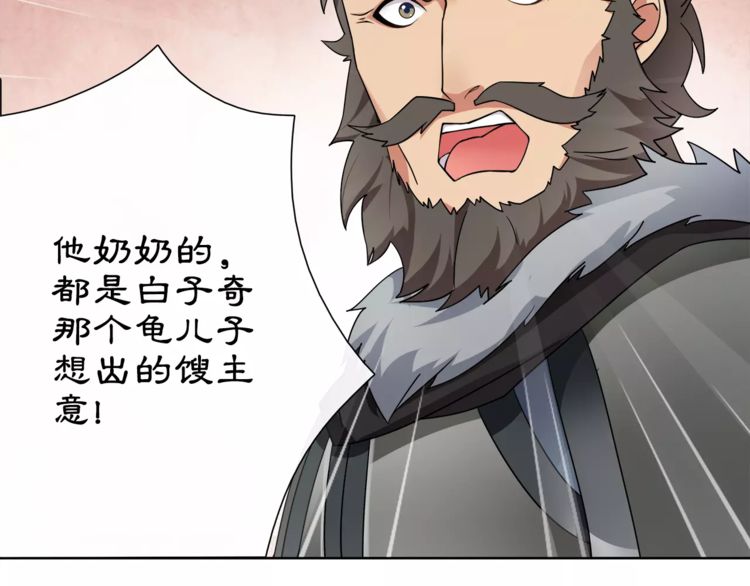 他奶奶的，
都是白子奇
那个龟儿子
想出的馊主
意！